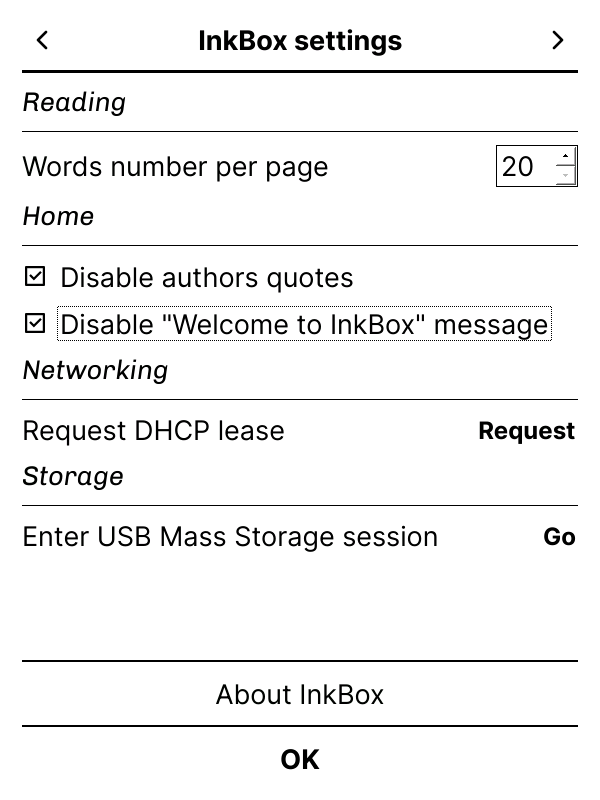 InkBox settings
Reading
Words number per page 20
Home
Disable authors quotes
Disable "Welcome to InkBox" message
Networking
Request DHCP lease Request
Storage
Enter USB Mass Storage session Go
About InkBox
OK